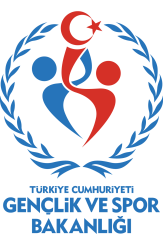 TÜRKİYE CUMHURİYETİ
GENÇLİK VE SPOR
BAKANLIĞI